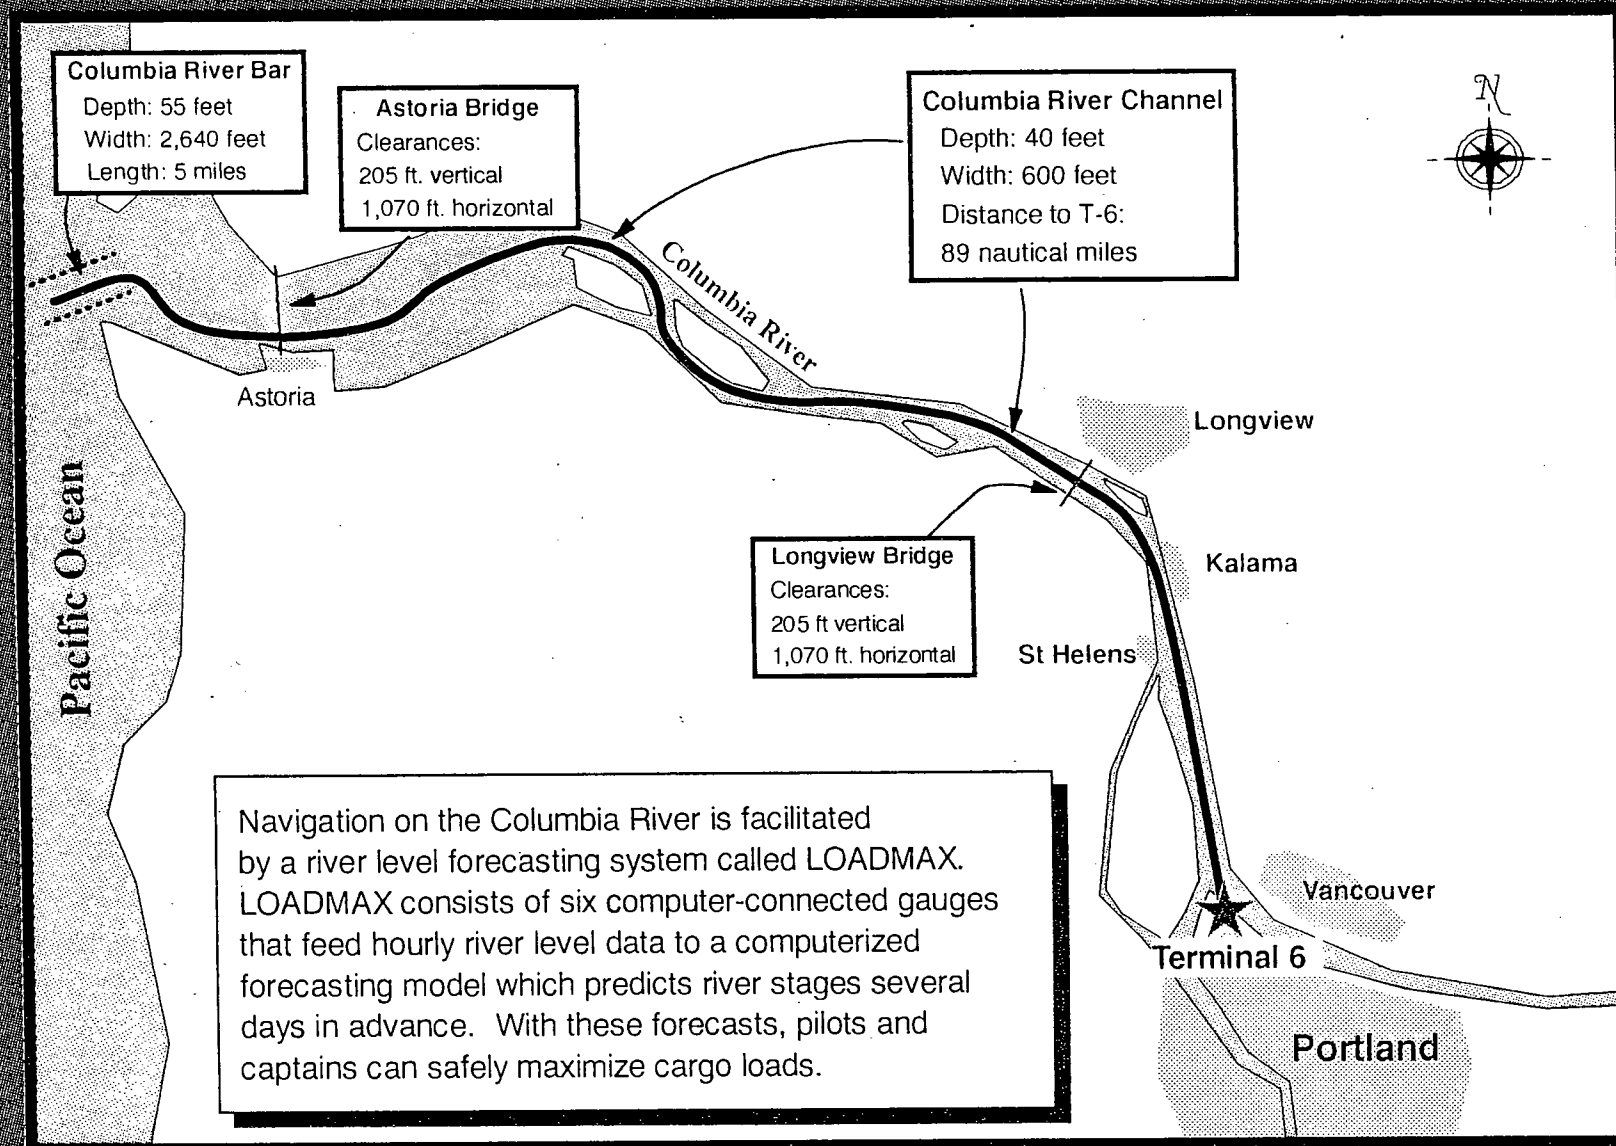 Columbia River Bar
Depth: 55 feet
Width: 2,640 feet
Length: 5 miles
Astoria Bridge
Clearances:
205 ft. vertical
1,070 ft. horizontal
Columbia River Channel
Depth: 40 feet
Width: 600 feet
Distance to T-6:
89 nautical miles
N
Columbia River
Astoria
Longview
Pacific Ocean
Longview Bridge
Clearances:
205 ft vertical
1,070 ft. horizontal
Kalama
St Helens
Navigation on the Columbia River is facilitated
by a river level forecasting system called LOADMAX.
LOADMAX consists of six computer-connected gauges
that feed hourly river level data to a computerized
forecasting model which predicts river stages several
days in advance. With these forecasts, pilots and
captains can safely maximize cargo loads.
Vancouver
Terminal 6
Portland